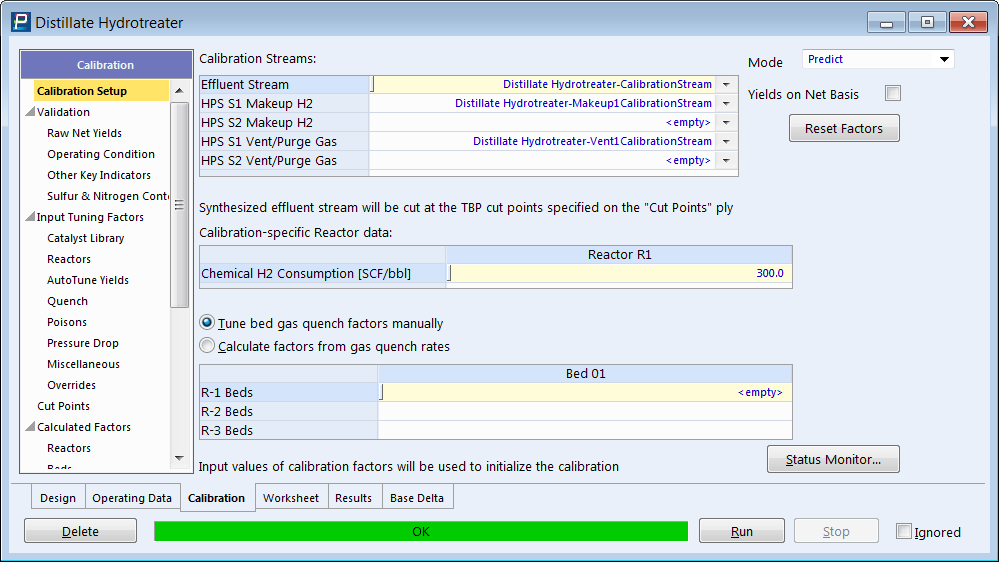 Distillate Hydrotreater
Calibration
Calibration Setup
Validation
Raw Net Yields
Operating Condition
Other Key Indicators
Sulfur & Nitrogen Conte
Input Tuning Factors
Catalyst Library
Reactors
AutoTune Yields
Quench
Poisons
Pressure Drop
Miscellaneous
Overrides
Cut Points
Calculated Factors
Reactors
Beds
Calibration Streams:
Effluent Stream Distillate Hydrotreater-CalibrationStream
HPS S1 Makeup H2 Distillate Hydrotreater-Makeup1CalibrationStream
HPS S2 Makeup H2 <empty>
HPS S1 Vent/Purge Gas Distillate Hydrotreater-Vent1CalibrationStream
HPS S2 Vent/Purge Gas <empty>
Mode Predict
Yields on Net Basis
Reset Factors
Synthesized effluent stream will be cut at the TBP cut points specified on the "Cut Points" ply
Calibration-specific Reactor data:
Reactor R1
Chemical H2 Consumption [SCF/bbl] 300.0
Tune bed gas quench factors manually
Calculate factors from gas quench rates
Bed 01
R-1 Beds <empty>
R-2 Beds
R-3 Beds
Input values of calibration factors will be used to initialize the calibration
Status Monitor...
Design Operating Data Calibration Worksheet Results Base Delta
Delete OK Run Stop Ignored